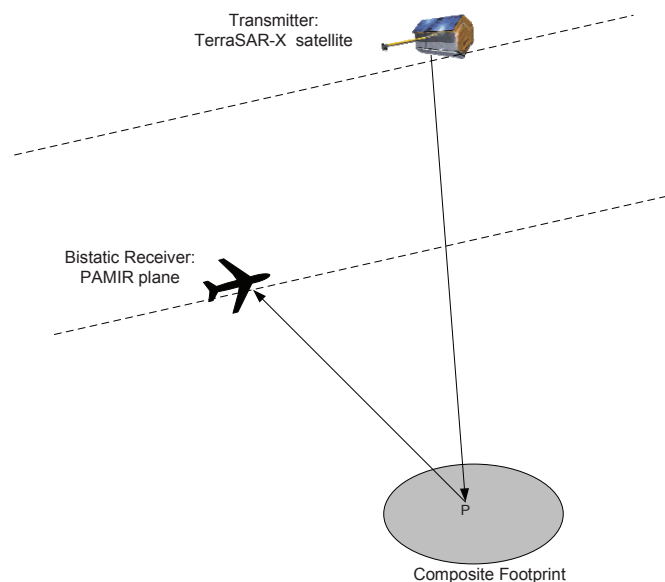 Transmitter:
TerraSAR-X satellite
Bistatic Receiver:
PAMIR plane
P
Composite Footprint